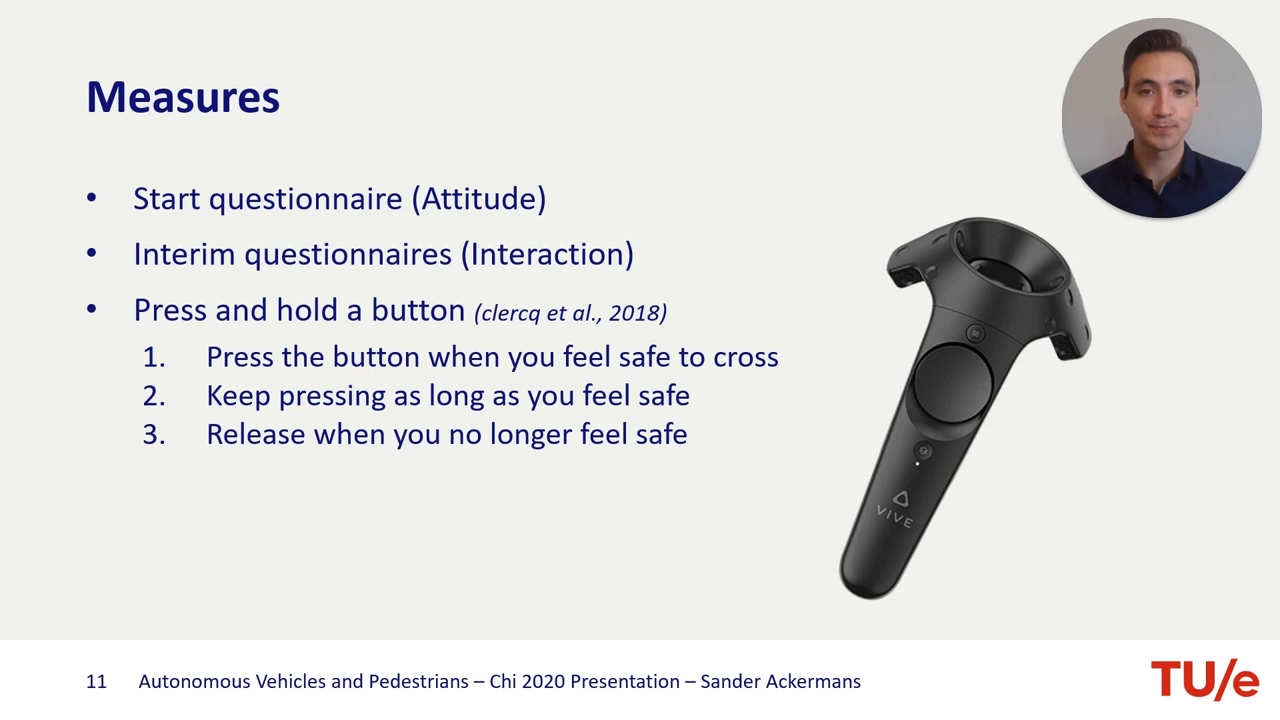 Measures
• Start questionnaire (Attitude)
• Interim questionnaires (Interaction)
• Press and hold a button (clercq et al., 2018)
1. Press the button when you feel safe to cross
2. Keep pressing as long as you feel safe
3. Release when you no longer feel safe
VIVE
11 Autonomous Vehicles and Pedestrians – Chi 2020 Presentation – Sander Ackermans
TU/e